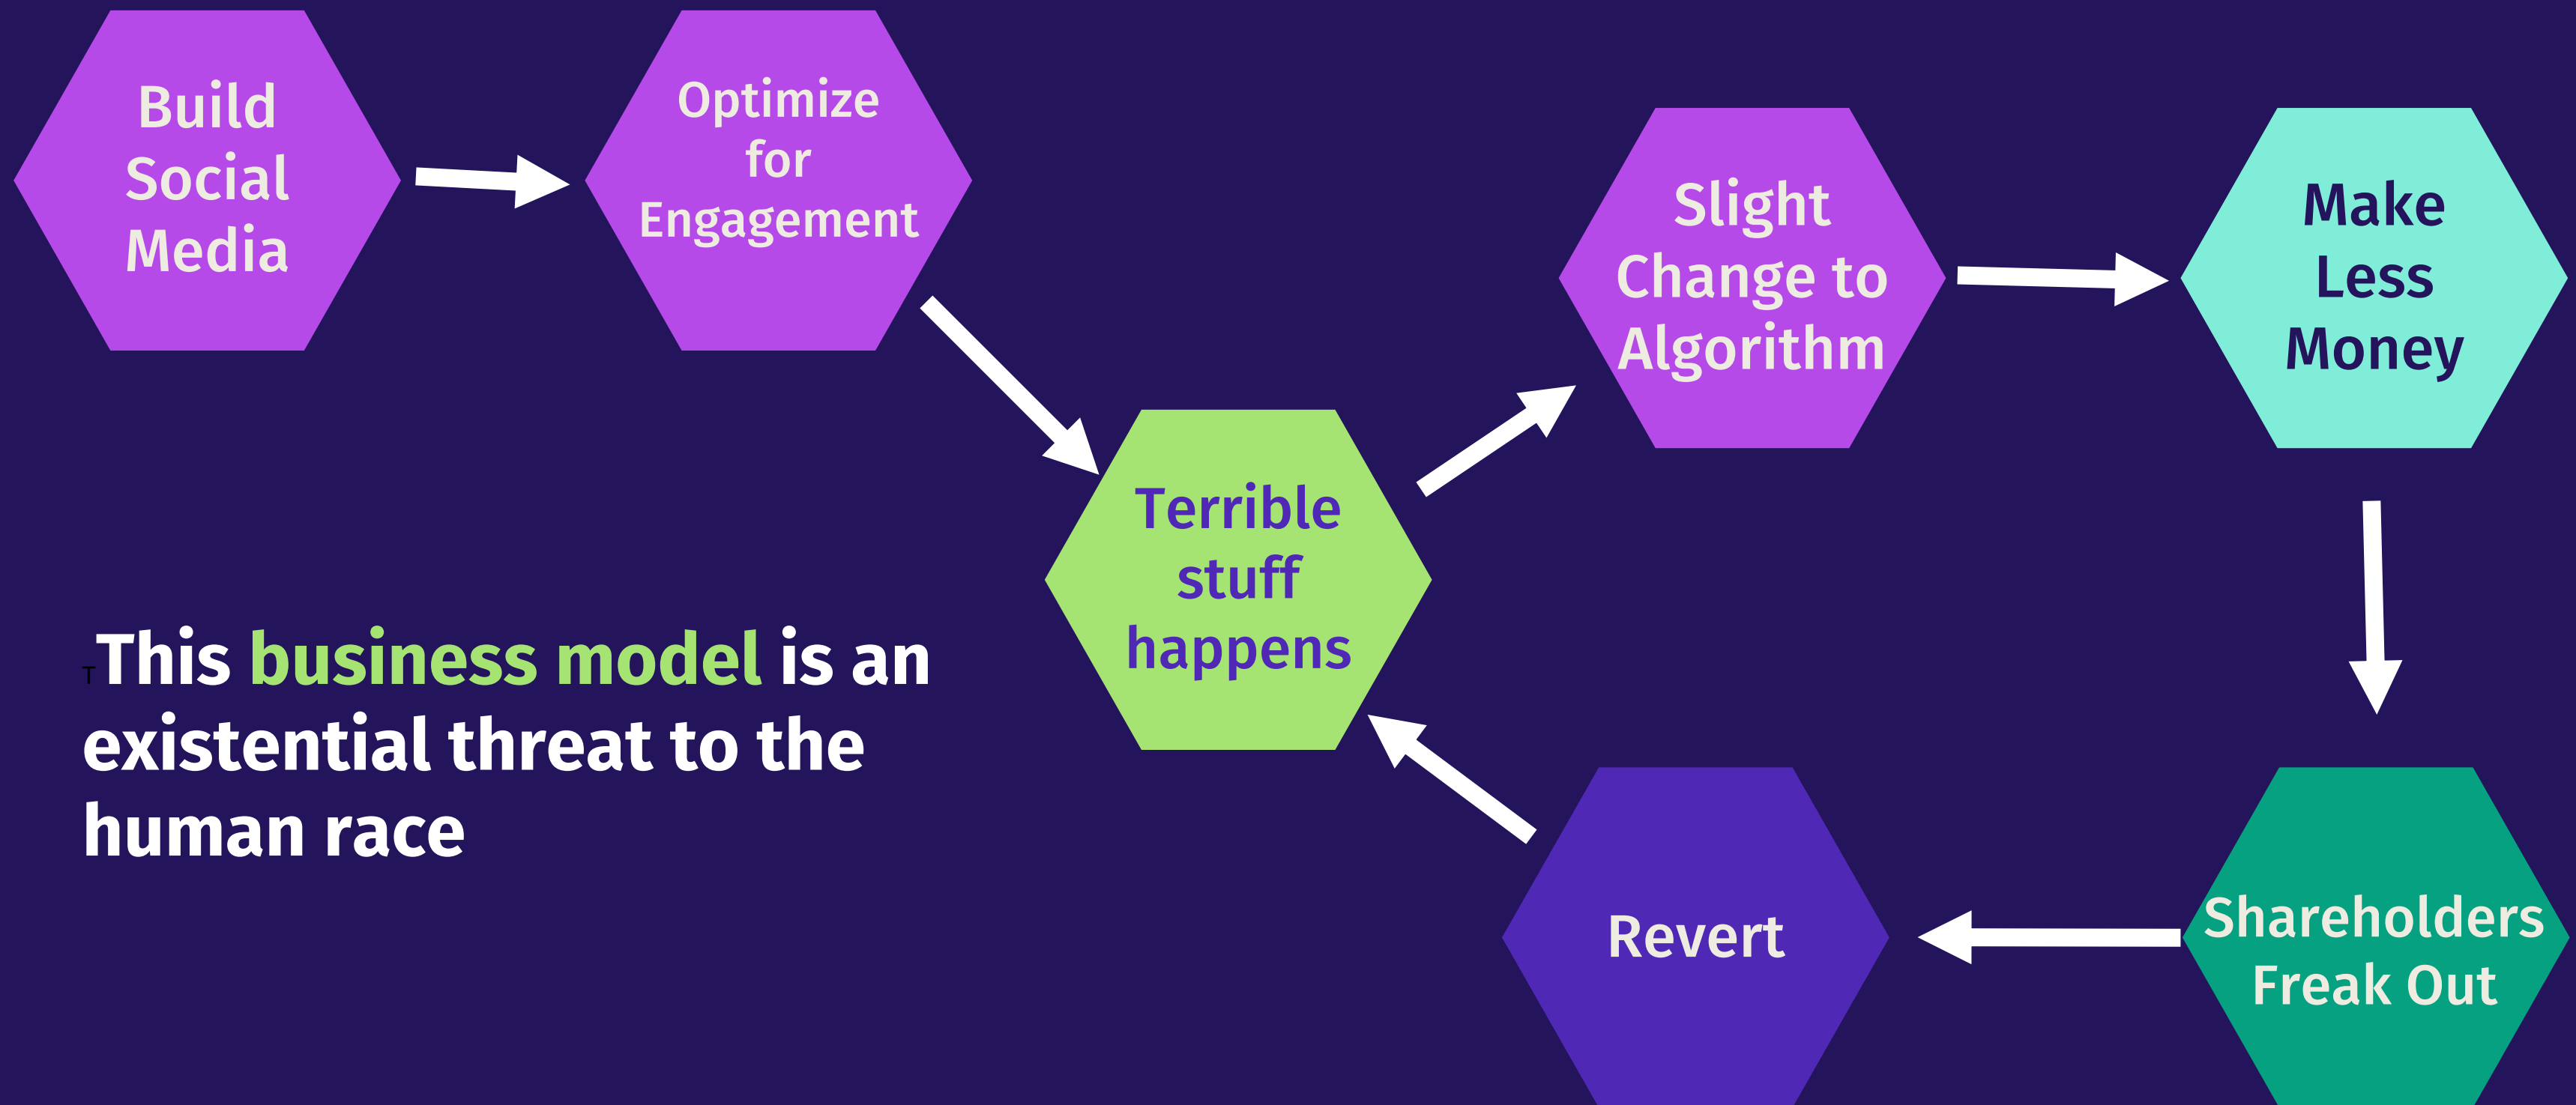 Build
Social
Media
Optimize
for
Engagement
Slight
Change to
Algorithm
Make
Less
Money
Terrible
stuff
happens
T
This business model is an
existential threat to the
human race
Revert
Shareholders
Freak Out